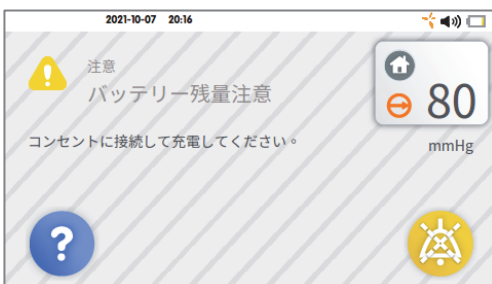 2021-10-07 20:16
注意
バッテリー残量注意
80
コンセントに接続して充電してください。
mmHg
?